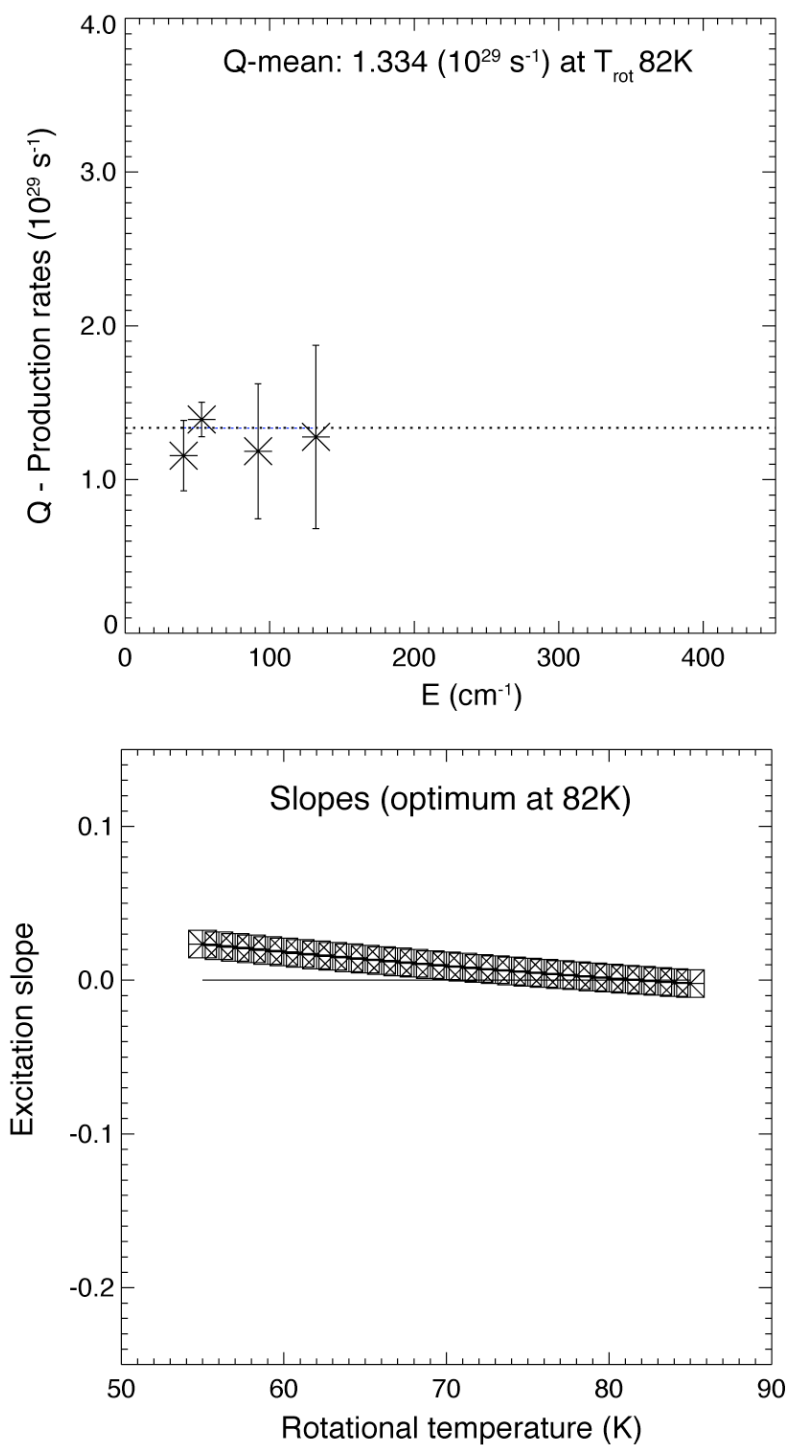 Q-mean: 1.334 (10²⁹ s⁻¹) at Tᵣₒₜ 82K
4.0
3.0
2.0
1.0
0
Q - Production rates (10²⁹ s⁻¹)
0 100 200 300 400
E (cm⁻¹)
Slopes (optimum at 82K)
0.1
0.0
-0.1
-0.2
Excitation slope
50 60 70 80 90
Rotational temperature (K)